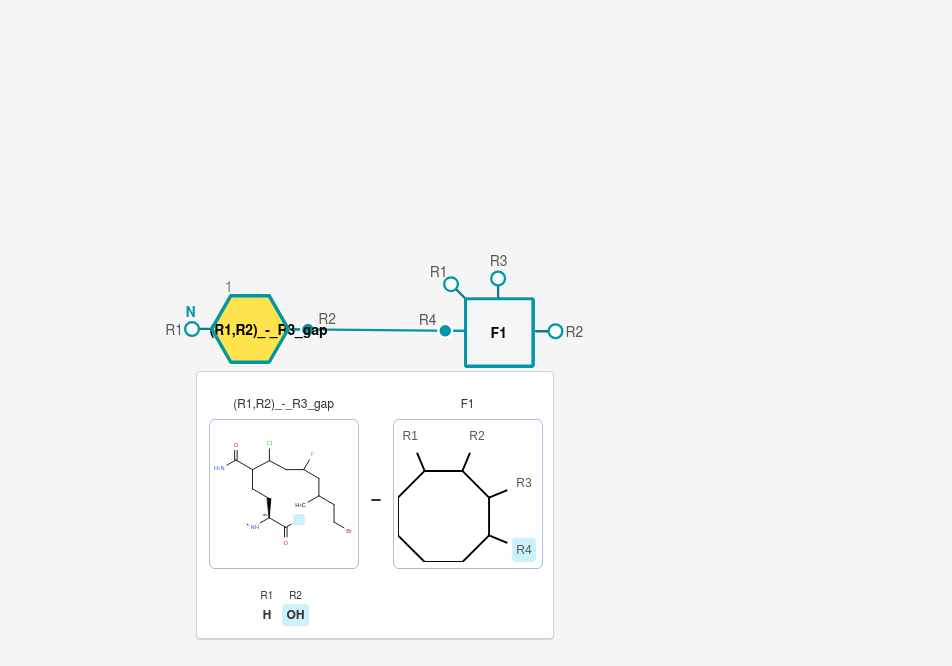 R3
R1
1
N
R2
R4
R1
(R1,R2)_-_R3_gap
F1
R2
(R1,R2)_-_R3_gap
F1
R1
R2
O
Cl
F
H₂N
R3
H₃C
NH
O
Br
R4
R1
R2
H
OH